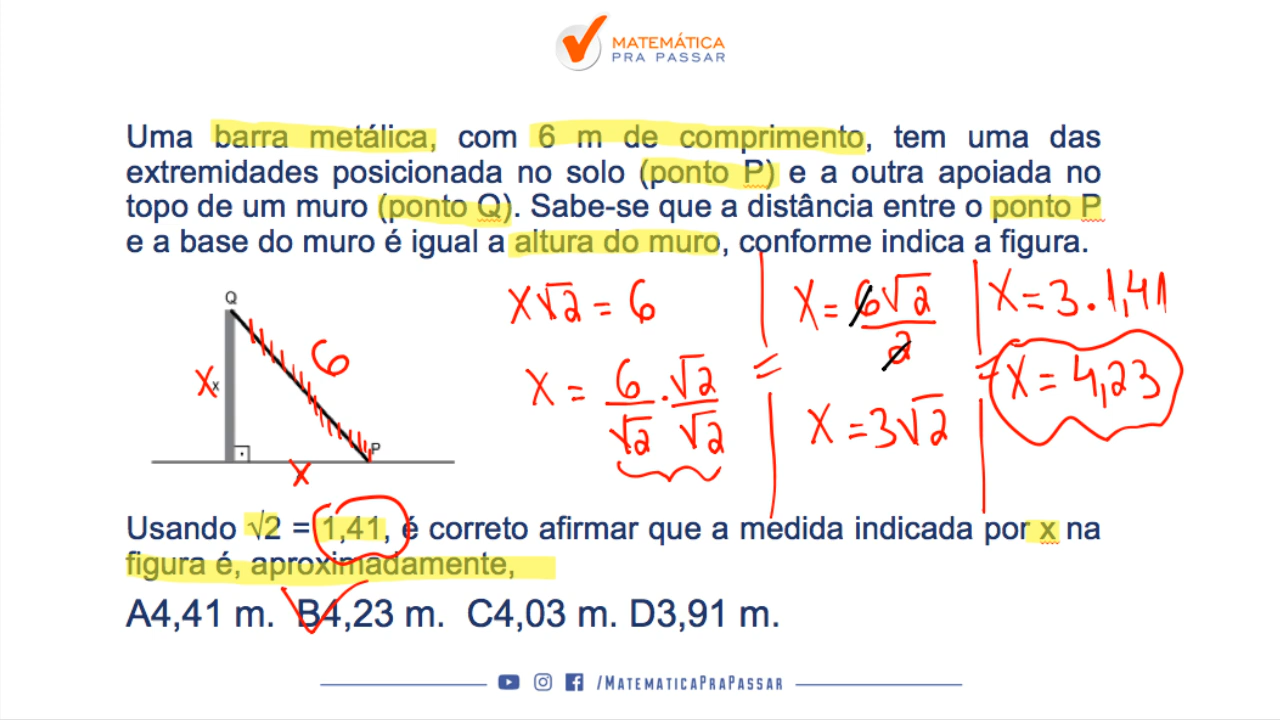 MATEMÁTICA
PRA PASSAR
Uma barra metálica, com 6 m de comprimento, tem uma das
extremidades posicionada no solo (ponto P) e a outra apoiada no
topo de um muro (ponto Q). Sabe-se que a distância entre o ponto P
e a base do muro é igual a altura do muro, conforme indica a figura.
Q
6
X x
P
X
X√2 = 6
X = 6/√2 · √2/√2
=
X = 6√2/2
X = 3√2
=
X = 3 · 1,41
X = 4,23
Usando √2 = 1,41, é correto afirmar que a medida indicada por x na
figura é, aproximadamente,
A4,41 m. B4,23 m. C4,03 m. D3,91 m.
/MATEMATICAPRAPASSAR